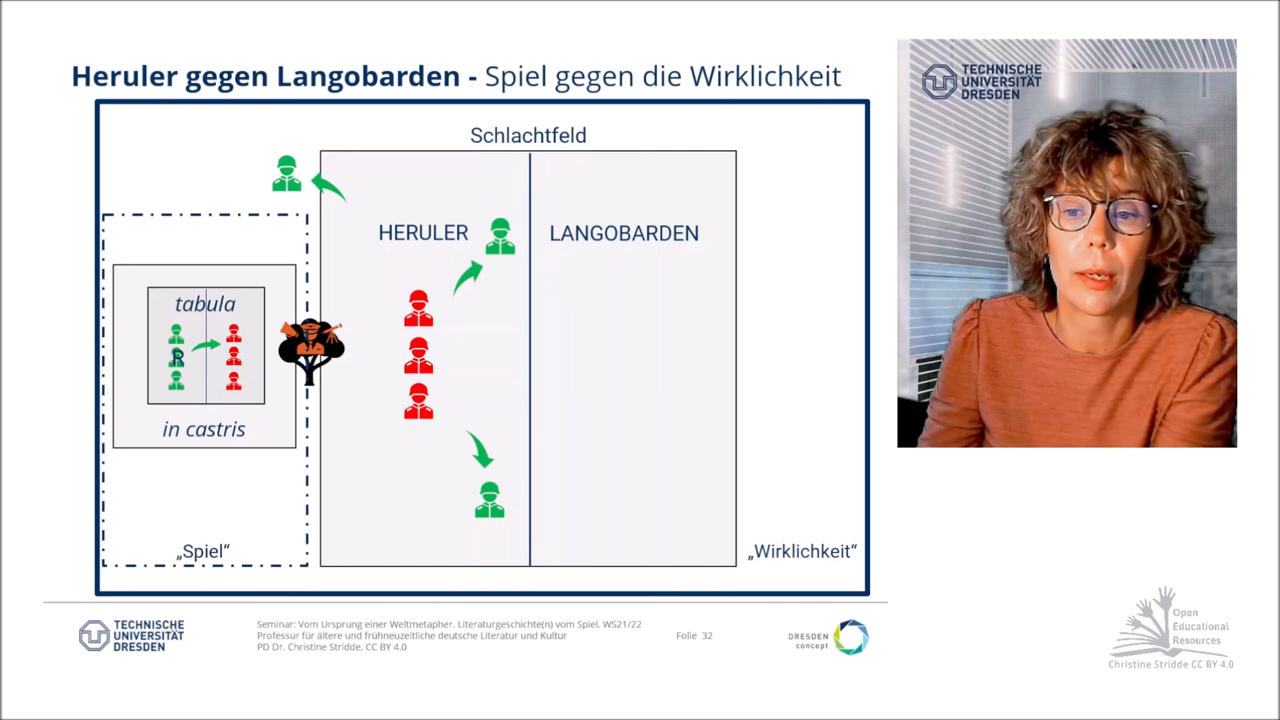 Heruler gegen Langobarden - Spiel gegen die Wirklichkeit
Schlachtfeld
HERULER
LANGOBARDEN
tabula
R
in castris
„Spiel“
„Wirklichkeit“
TECHNISCHE
UNIVERSITÄT
DRESDEN
Seminar: Vom Ursprung einer Weltmetapher. Literaturgeschichte(n) vom Spiel, WS21/22
Professur für ältere und frühneuzeitliche deutsche Literatur und Kultur
PD Dr. Christine Stridde, CC BY 4.0
Folie 32
DRESDEN
concept
TECHNISCHE
UNIVERSITÄT
DRESDEN
Open
Educational
Resources
Christine Stridde CC BY 4.0